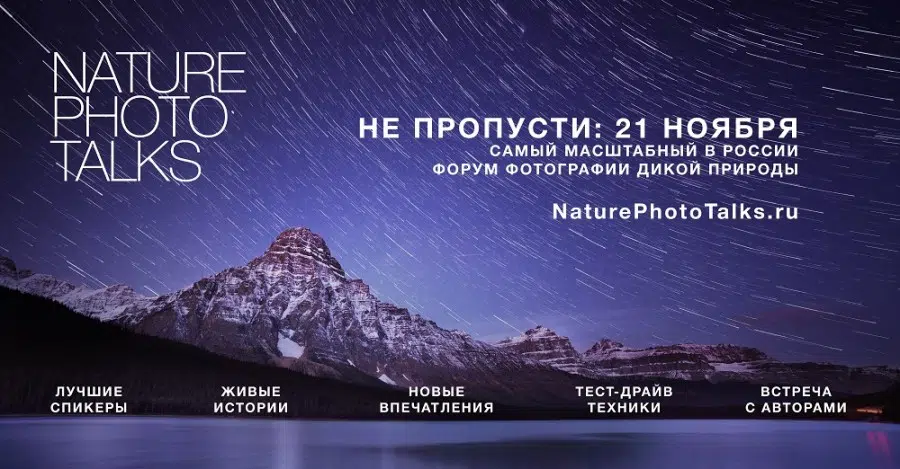 NATURE
PHOTO
TALKS
НЕ ПРОПУСТИ: 21 НОЯБРЯ
САМЫЙ МАСШТАБНЫЙ В РОССИИ
ФОРУМ ФОТОГРАФИИ ДИКОЙ ПРИРОДЫ
NaturePhotoTalks.ru
ЛУЧШИЕ
СПИКЕРЫ
ЖИВЫЕ
ИСТОРИИ
НОВЫЕ
ВПЕЧАТЛЕНИЯ
ТЕСТ-ДРАЙВ
ТЕХНИКИ
ВСТРЕЧА
С АВТОРАМИ